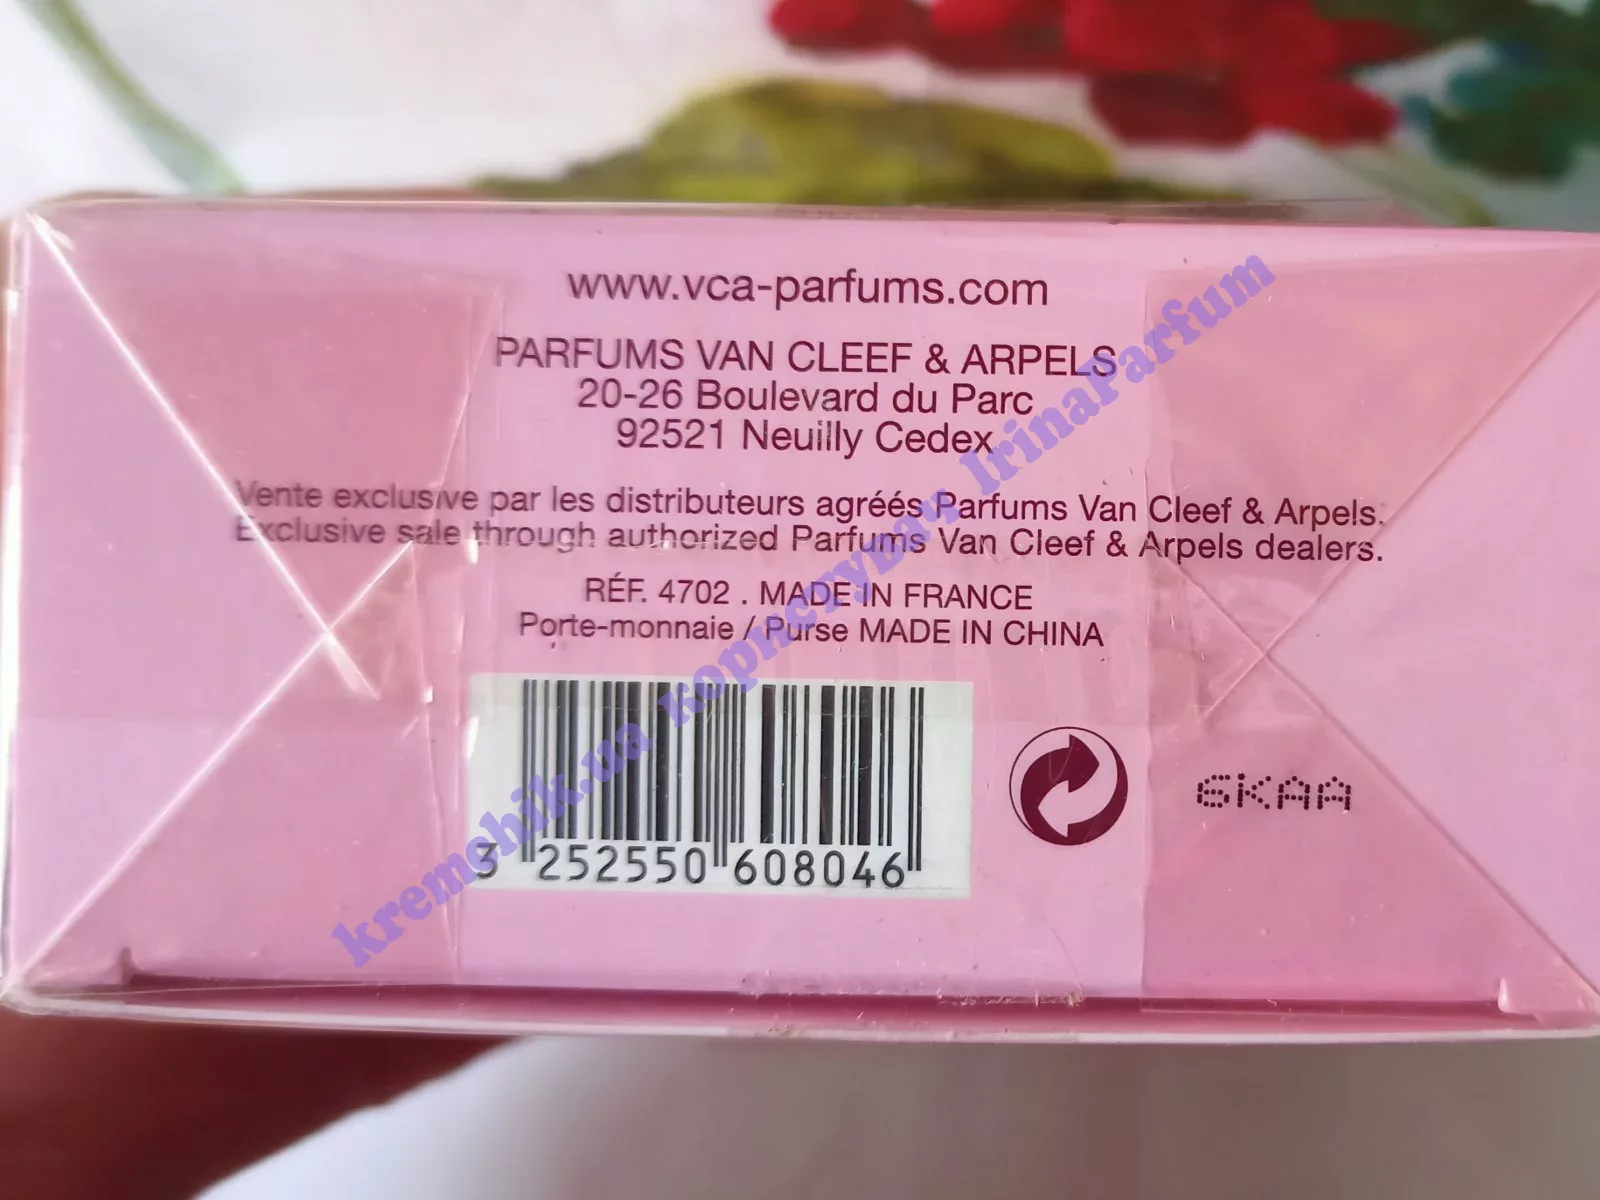 www.vca-parfums.com
PARFUMS VAN CLEEF & ARPELS
20-26 Boulevard du Parc
92521 Neuilly Cedex
Vente exclusive par les distributeurs agréés Parfums Van Cleef & Arpels.
Exclusive sale through authorized Parfums Van Cleef & Arpels dealers.
RÉF. 4702 . MADE IN FRANCE
Porte-monnaie / Purse MADE IN CHINA
6KAA
3 252550 608046
kremchik.ua користувач IrinaParfum